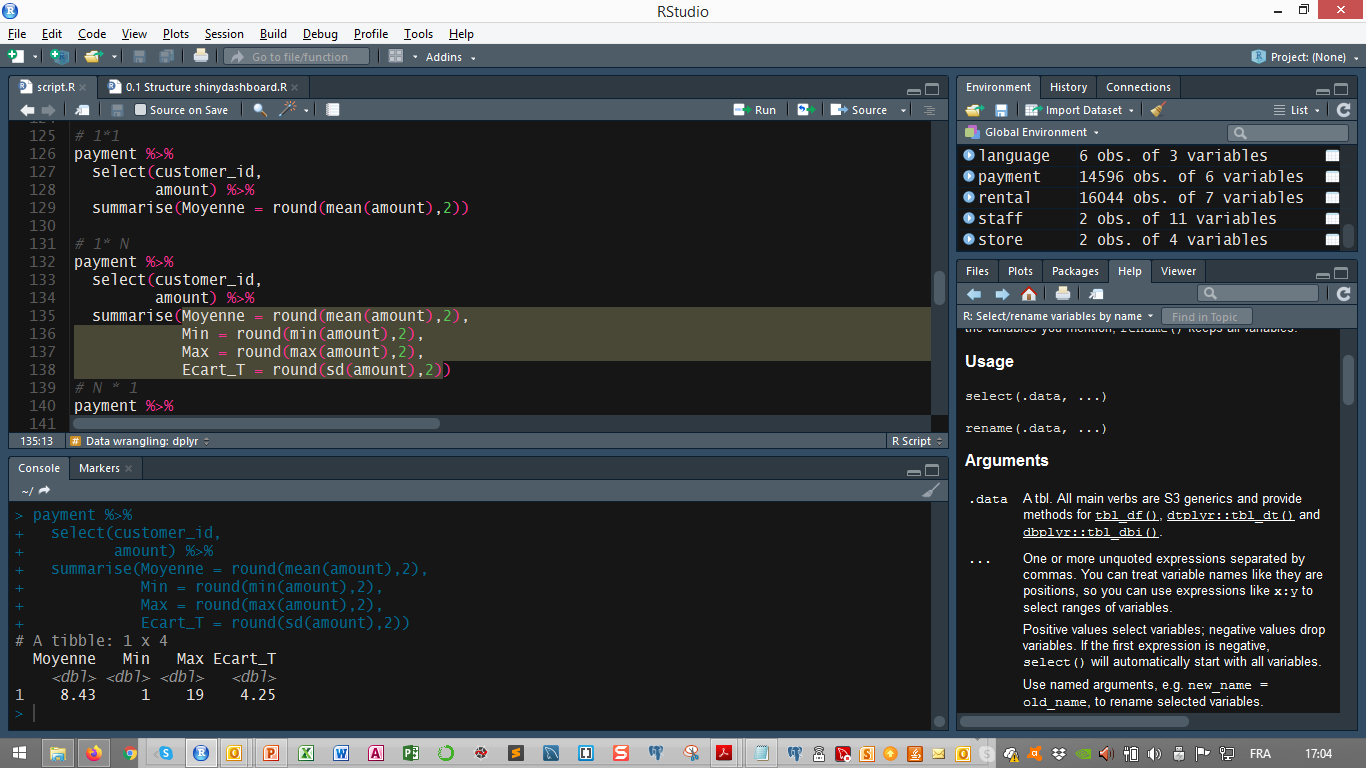 RStudio
File Edit Code View Plots Session Build Debug Profile Tools Help
Go to file/function Addins Project: (None)
script.R 0.1 Structure shinydashboard.R
Source on Save Run Source
125 # 1*1
126 payment %>%
127 select(customer_id,
128 amount) %>%
129 summarise(Moyenne = round(mean(amount),2))
130
131 # 1* N
132 payment %>%
133 select(customer_id,
134 amount) %>%
135 summarise(Moyenne = round(mean(amount),2),
136 Min = round(min(amount),2),
137 Max = round(max(amount),2),
138 Ecart_T = round(sd(amount),2))
139 # N * 1
140 payment %>%
141
135:13 Data wrangling: dplyr R Script
Console Markers
~/
> payment %>%
+ select(customer_id,
+ amount) %>%
+ summarise(Moyenne = round(mean(amount),2),
+ Min = round(min(amount),2),
+ Max = round(max(amount),2),
+ Ecart_T = round(sd(amount),2))
# A tibble: 1 x 4
Moyenne Min Max Ecart_T
<dbl> <dbl> <dbl> <dbl>
1 8.43 1 19 4.25
>
Environment History Connections
Import Dataset List
Global Environment
language 6 obs. of 3 variables
payment 14596 obs. of 6 variables
rental 16044 obs. of 7 variables
staff 2 obs. of 11 variables
store 2 obs. of 4 variables
Files Plots Packages Help Viewer
R: Select/rename variables by name Find in Topic
the variables you mention; rename() keeps all variables.
Usage
select(.data, ...)
rename(.data, ...)
Arguments
.data A tbl. All main verbs are S3 generics and provide
methods for tbl_df(), dtplyr::tbl_dt() and
dbplyr::tbl_dbi().
... One or more unquoted expressions separated by
commas. You can treat variable names like they are
positions, so you can use expressions like x:y to
select ranges of variables.
Positive values select variables; negative values drop
variables. If the first expression is negative,
select() will automatically start with all variables.
Use named arguments, e.g. new_name =
old_name, to rename selected variables.
FRA 17:04